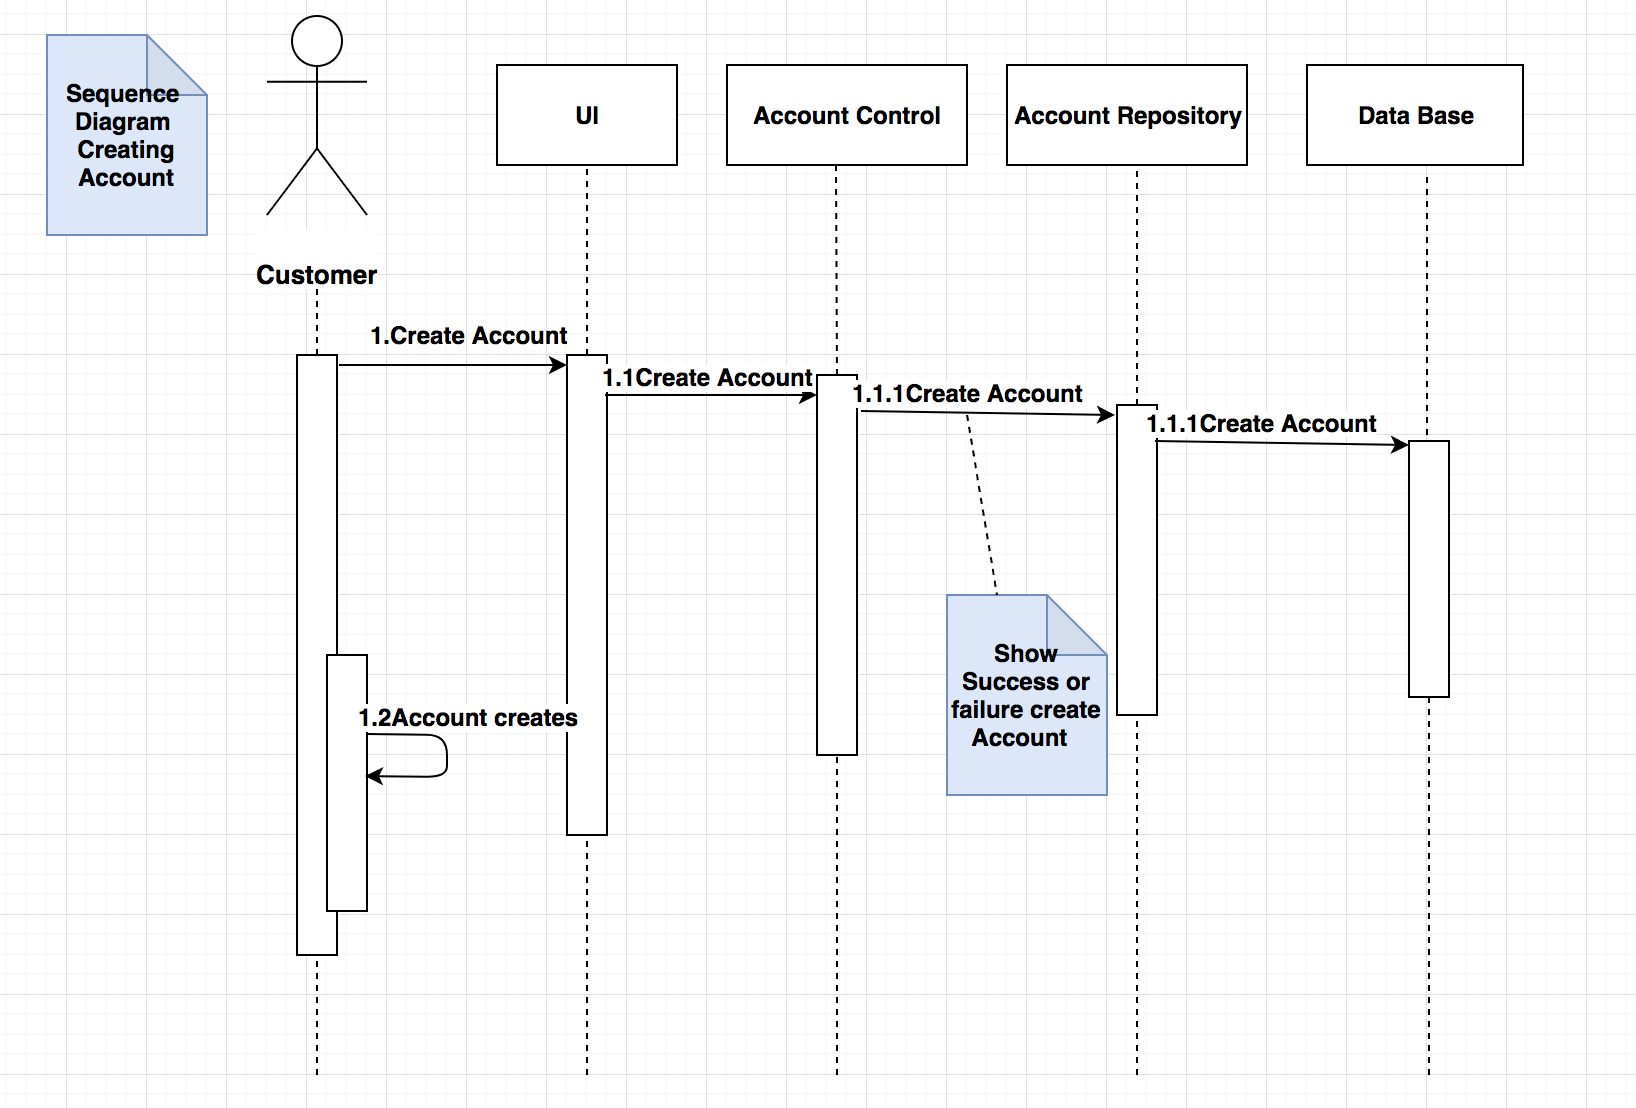 Sequence
Diagram
Creating
Account
Customer
UI
Account Control
Account Repository
Data Base
1.Create Account
1.1Create Account
1.1.1Create Account
1.1.1Create Account
Show
Success or
failure create
Account
1.2Account creates